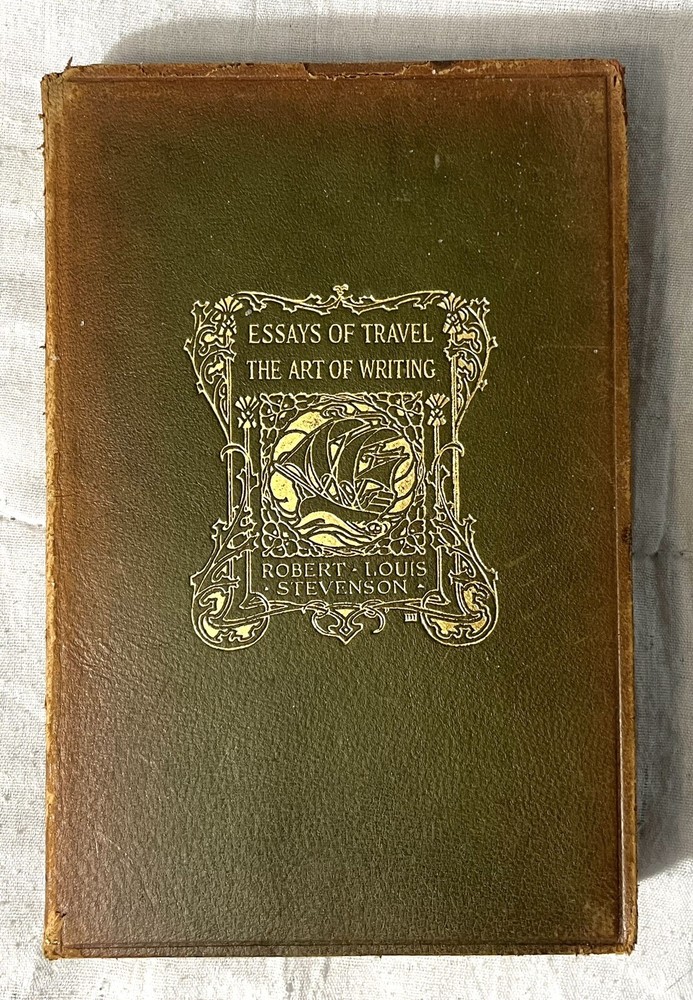 ESSAYS OF TRAVEL
THE ART OF WRITING
ROBERT · LOUIS
· STEVENSON ·